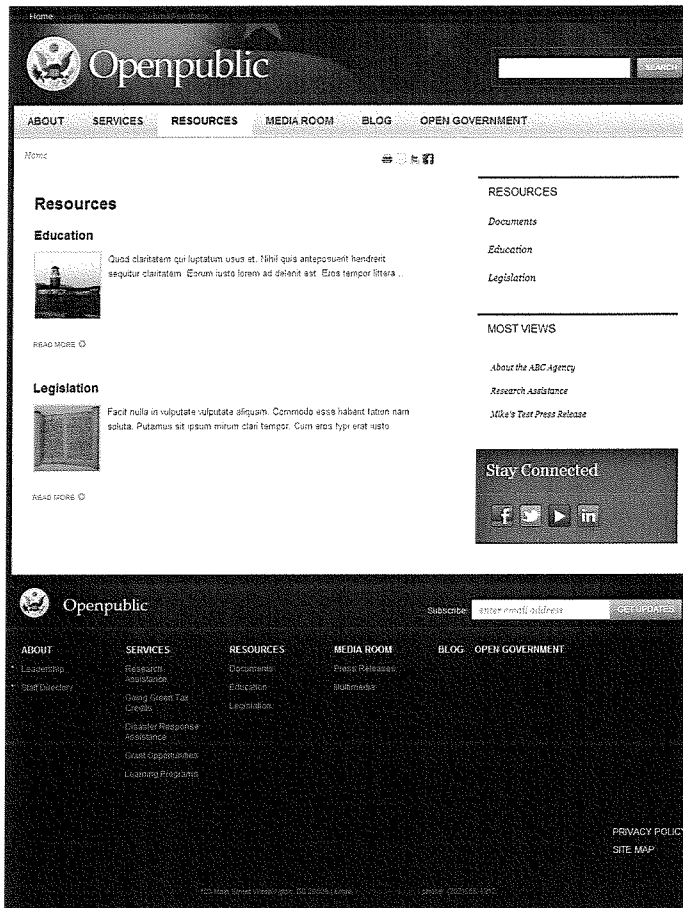 Home
Openpublic
SEARCH
ABOUT SERVICES RESOURCES MEDIA ROOM BLOG OPEN GOVERNMENT
Home
Resources
Education
Quod claritatem qui luptatum usus et. Nihil quis anteposuerit hendrerit
sequitur claritatem. Eorum iusto lorem ad delenit est. Eros tempor littera ...
READ MORE
Legislation
Facit nulla in vulputate vulputate aliquam. Commodo esse habent tation nam
soluta. Putamus sit ipsum mirum clari tempor. Cum eros typi erat iusto
READ MORE
RESOURCES
Documents
Education
Legislation
MOST VIEWS
About the ABC Agency
Research Assistance
Mike's Test Press Release
Stay Connected
Openpublic
Subscribe: enter email address GET UPDATES
ABOUT
Leadership
Staff Directory
SERVICES
Research
Assistance
Going Green Tax
Credits
Disaster Response
Assistance
Grant Opportunities
Learning Programs
RESOURCES
Documents
Education
Legislation
MEDIA ROOM
Press Releases
Multimedia
BLOG
OPEN GOVERNMENT
PRIVACY POLICY
SITE MAP